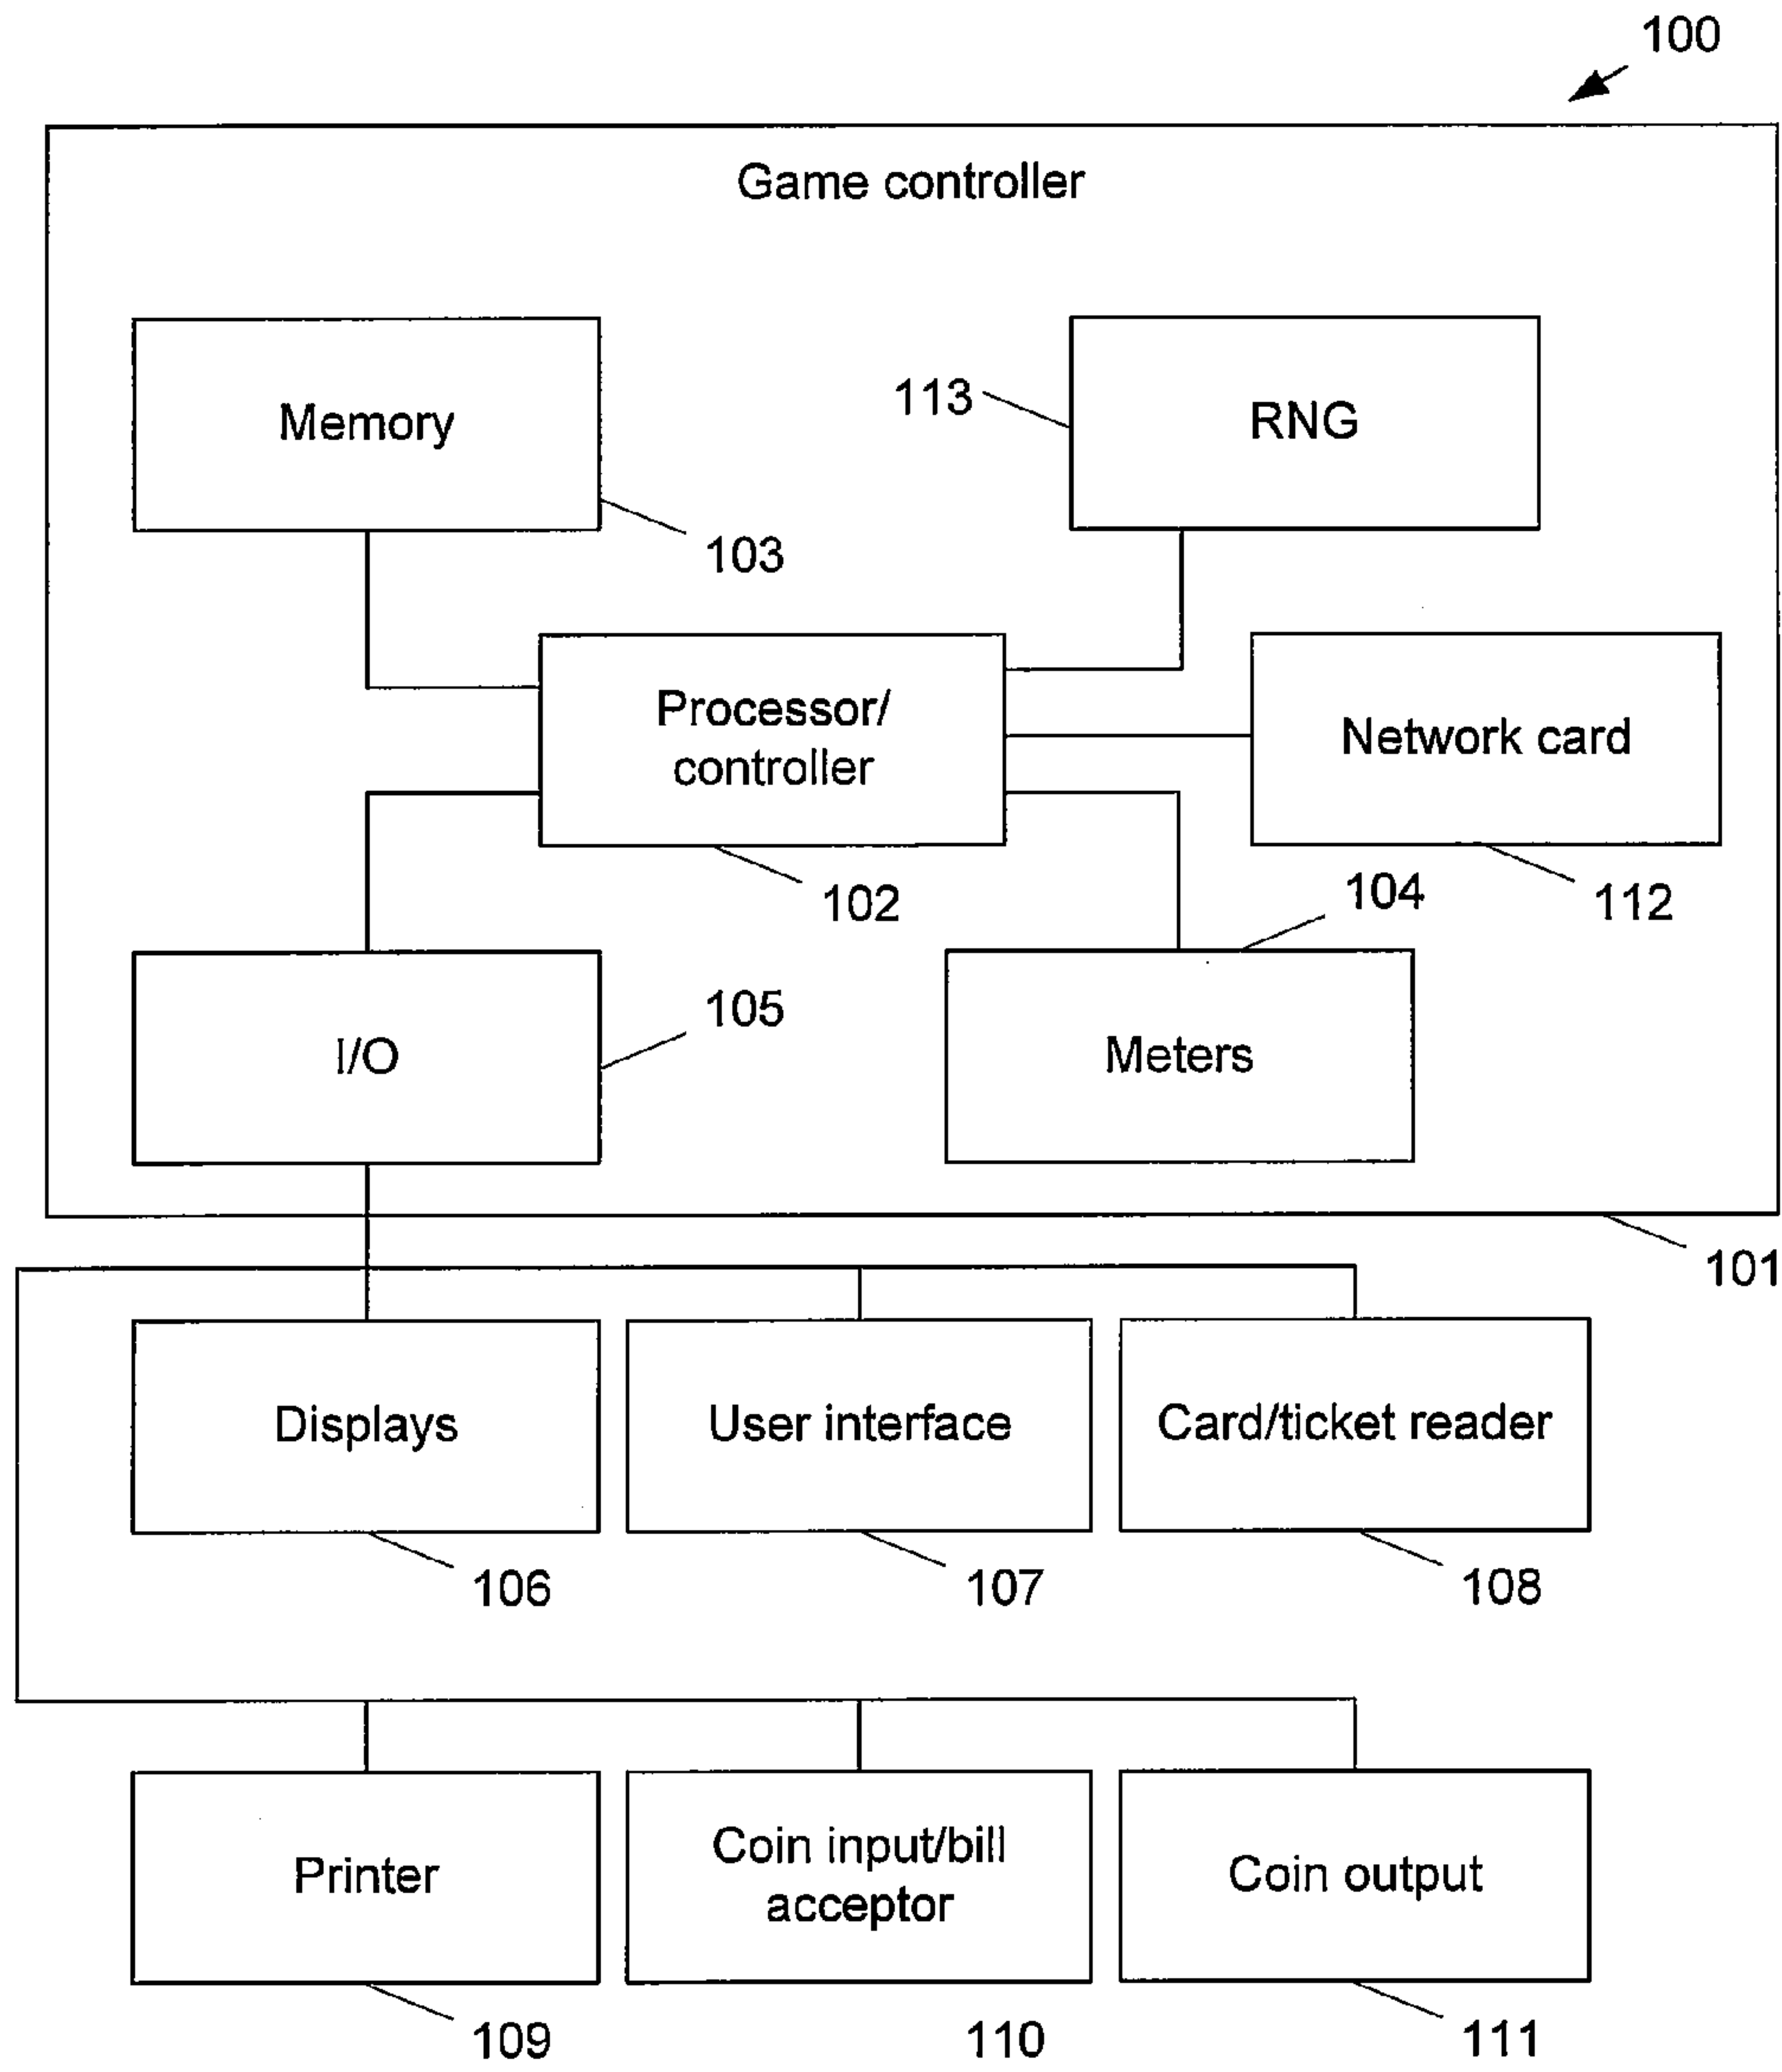 100
Game controller
Memory
113
RNG
103
Processor/
controller
Network card
102
104
112
I/O
105
Meters
101
Displays
User interface
Card/ticket reader
106
107
108
Printer
Coin input/bill
acceptor
Coin output
109
110
111